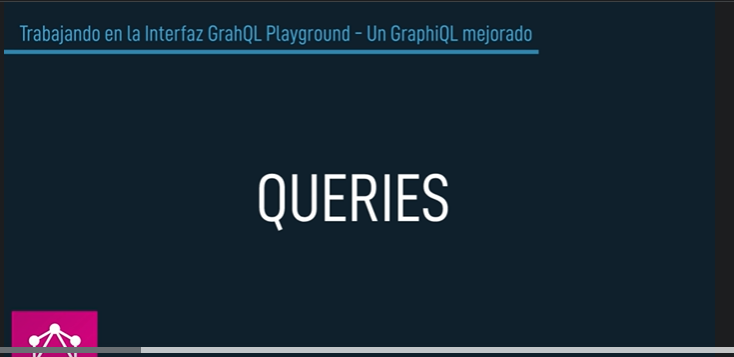 Trabajando en la Interfaz GrahQL Playground - Un GraphiQL mejorado
QUERIES